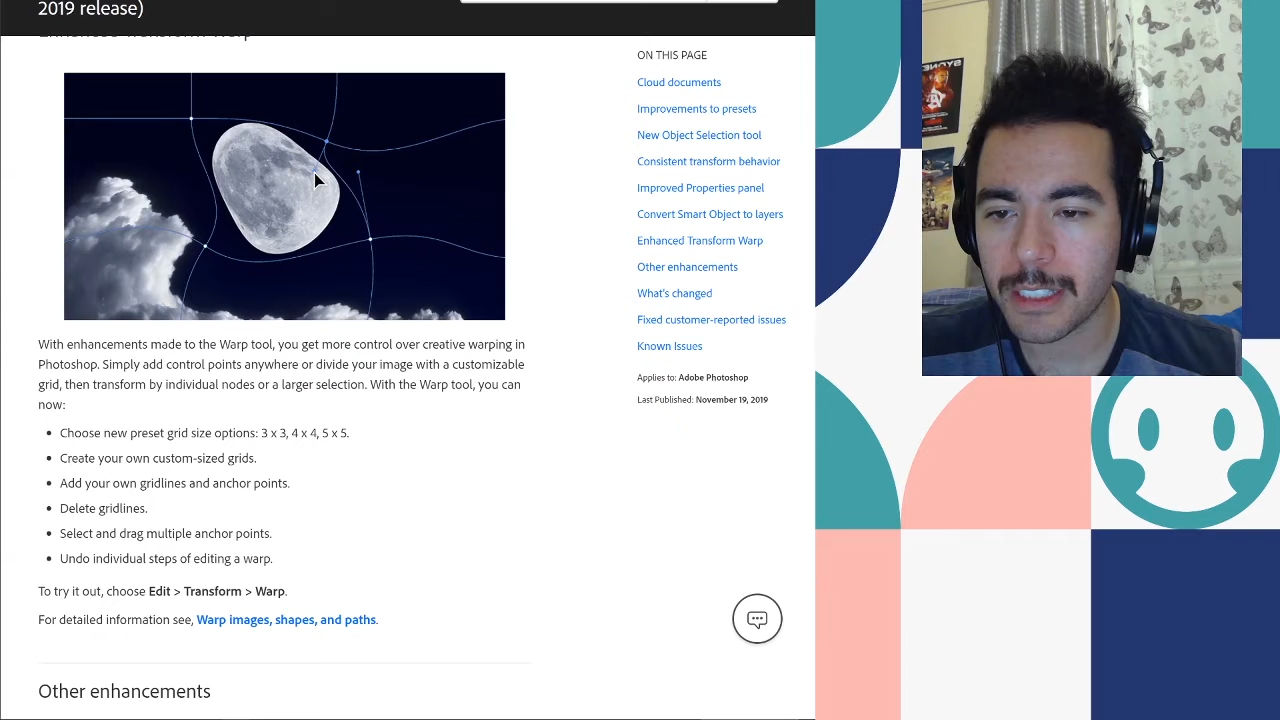 2019 release)
Enhanced Transform Warp
With enhancements made to the Warp tool, you get more control over creative warping in
Photoshop. Simply add control points anywhere or divide your image with a customizable
grid, then transform by individual nodes or a larger selection. With the Warp tool, you can
now:
Choose new preset grid size options: 3 x 3, 4 x 4, 5 x 5.
Create your own custom-sized grids.
Add your own gridlines and anchor points.
Delete gridlines.
Select and drag multiple anchor points.
Undo individual steps of editing a warp.
To try it out, choose Edit > Transform > Warp.
For detailed information see, Warp images, shapes, and paths.
Other enhancements
ON THIS PAGE
Cloud documents
Improvements to presets
New Object Selection tool
Consistent transform behavior
Improved Properties panel
Convert Smart Object to layers
Enhanced Transform Warp
Other enhancements
What's changed
Fixed customer-reported issues
Known Issues
Applies to: Adobe Photoshop
Last Published: November 19, 2019